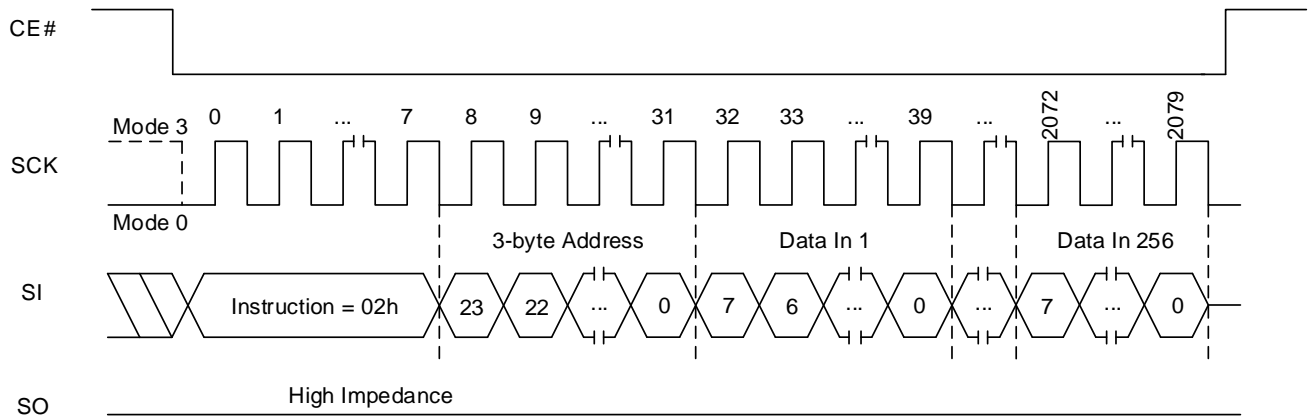 CE#
0 1 ... 7 8 9 ... 31 32 33 ... 39 ... 2072 ... 2079
Mode 3
SCK
Mode 0
3-byte Address Data In 1 Data In 256
SI Instruction = 02h 23 22 ... 0 7 6 ... 0 ... 7 ... 0
High Impedance
SO